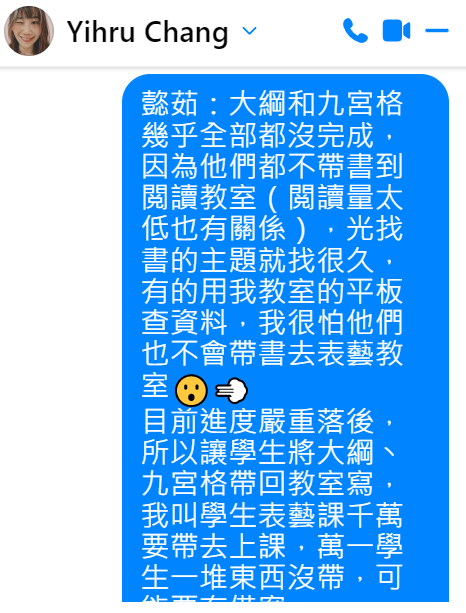 Yihru Chang
懿茹：大綱和九宮格
幾乎全部都沒完成，
因為他們都不帶書到
閱讀教室（閱讀量太
低也有關係），光找
書的主題就找很久，
有的用我教室的平板
查資料，我很怕他們
也不會帶書去表藝教
室😮💨
目前進度嚴重落後，
所以讓學生將大綱、
九宮格帶回教室寫，
我叫學生表藝課千萬
要帶去上課，萬一學
生一堆東西沒帶，可
能要有備案